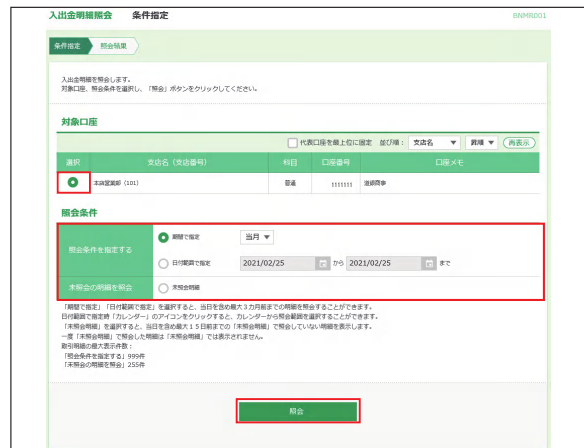 入出金明細照会 条件指定 BNMR001
条件指定 照会結果
入出金明細を照会します。
対象口座、照会条件を選択し、「照会」ボタンをクリックしてください。
対象口座
代表口座を最上位に固定 並び順： 支店名 昇順 再表示
選択 支店名（支店番号） 科目 口座番号 口座メモ
本店営業部（101） 普通 1111111 道銀商事
照会条件
照会条件を指定する
期間で指定 当月
日付範囲で指定 2021/02/25 から 2021/02/25 まで
未照会の明細を照会 未照会明細
「期間で指定」「日付範囲で指定」を選択すると、当日を含め最大３カ月前までの明細を照会することができます。
日付範囲で指定時「カレンダー」のアイコンをクリックすると、カレンダーから照会範囲を選択することができます。
「未照会明細」を選択すると、当日を含め最大１５日前までの「未照会明細」で照会していない明細を表示します。
一度「未照会明細」で照会した明細は「未照会明細」では表示されません。
取引明細の最大表示件数：
「照会条件を指定する」999件
「未照会の明細を照会」255件
照会